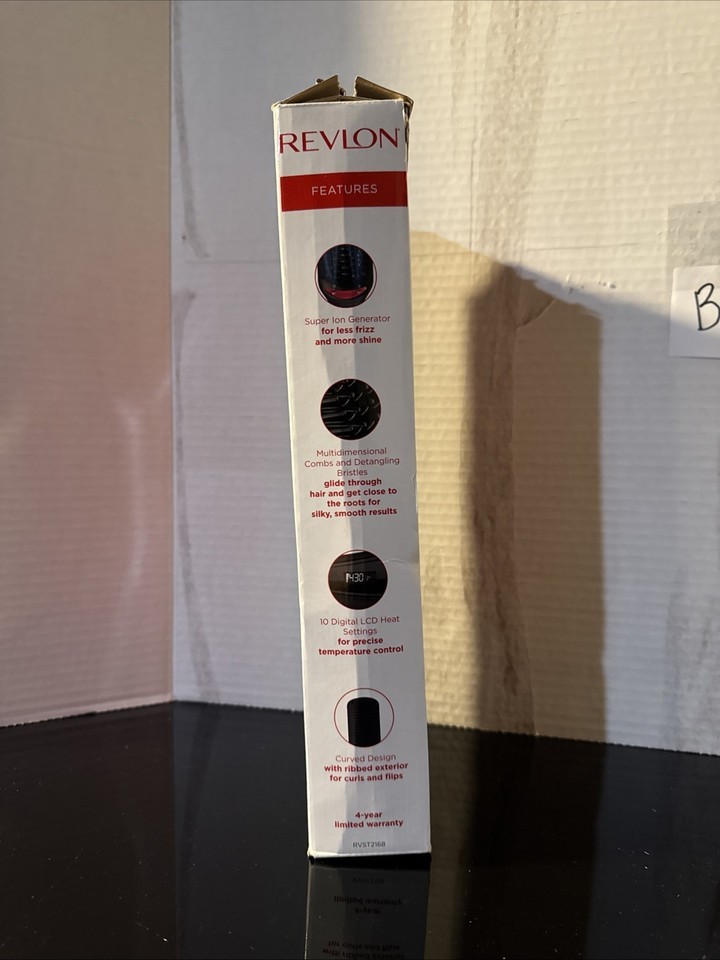 REVLON
FEATURES
Super Ion Generator
for less frizz
and more shine
Multidimensional
Combs and Detangling
Bristles
glide through
hair and get close to
the roots for
silky, smooth results
430
10 Digital LCD Heat
Settings
for precise
temperature control
Curved Design
with ribbed exterior
for curls and flips
4-year
limited warranty
RVST2168
B